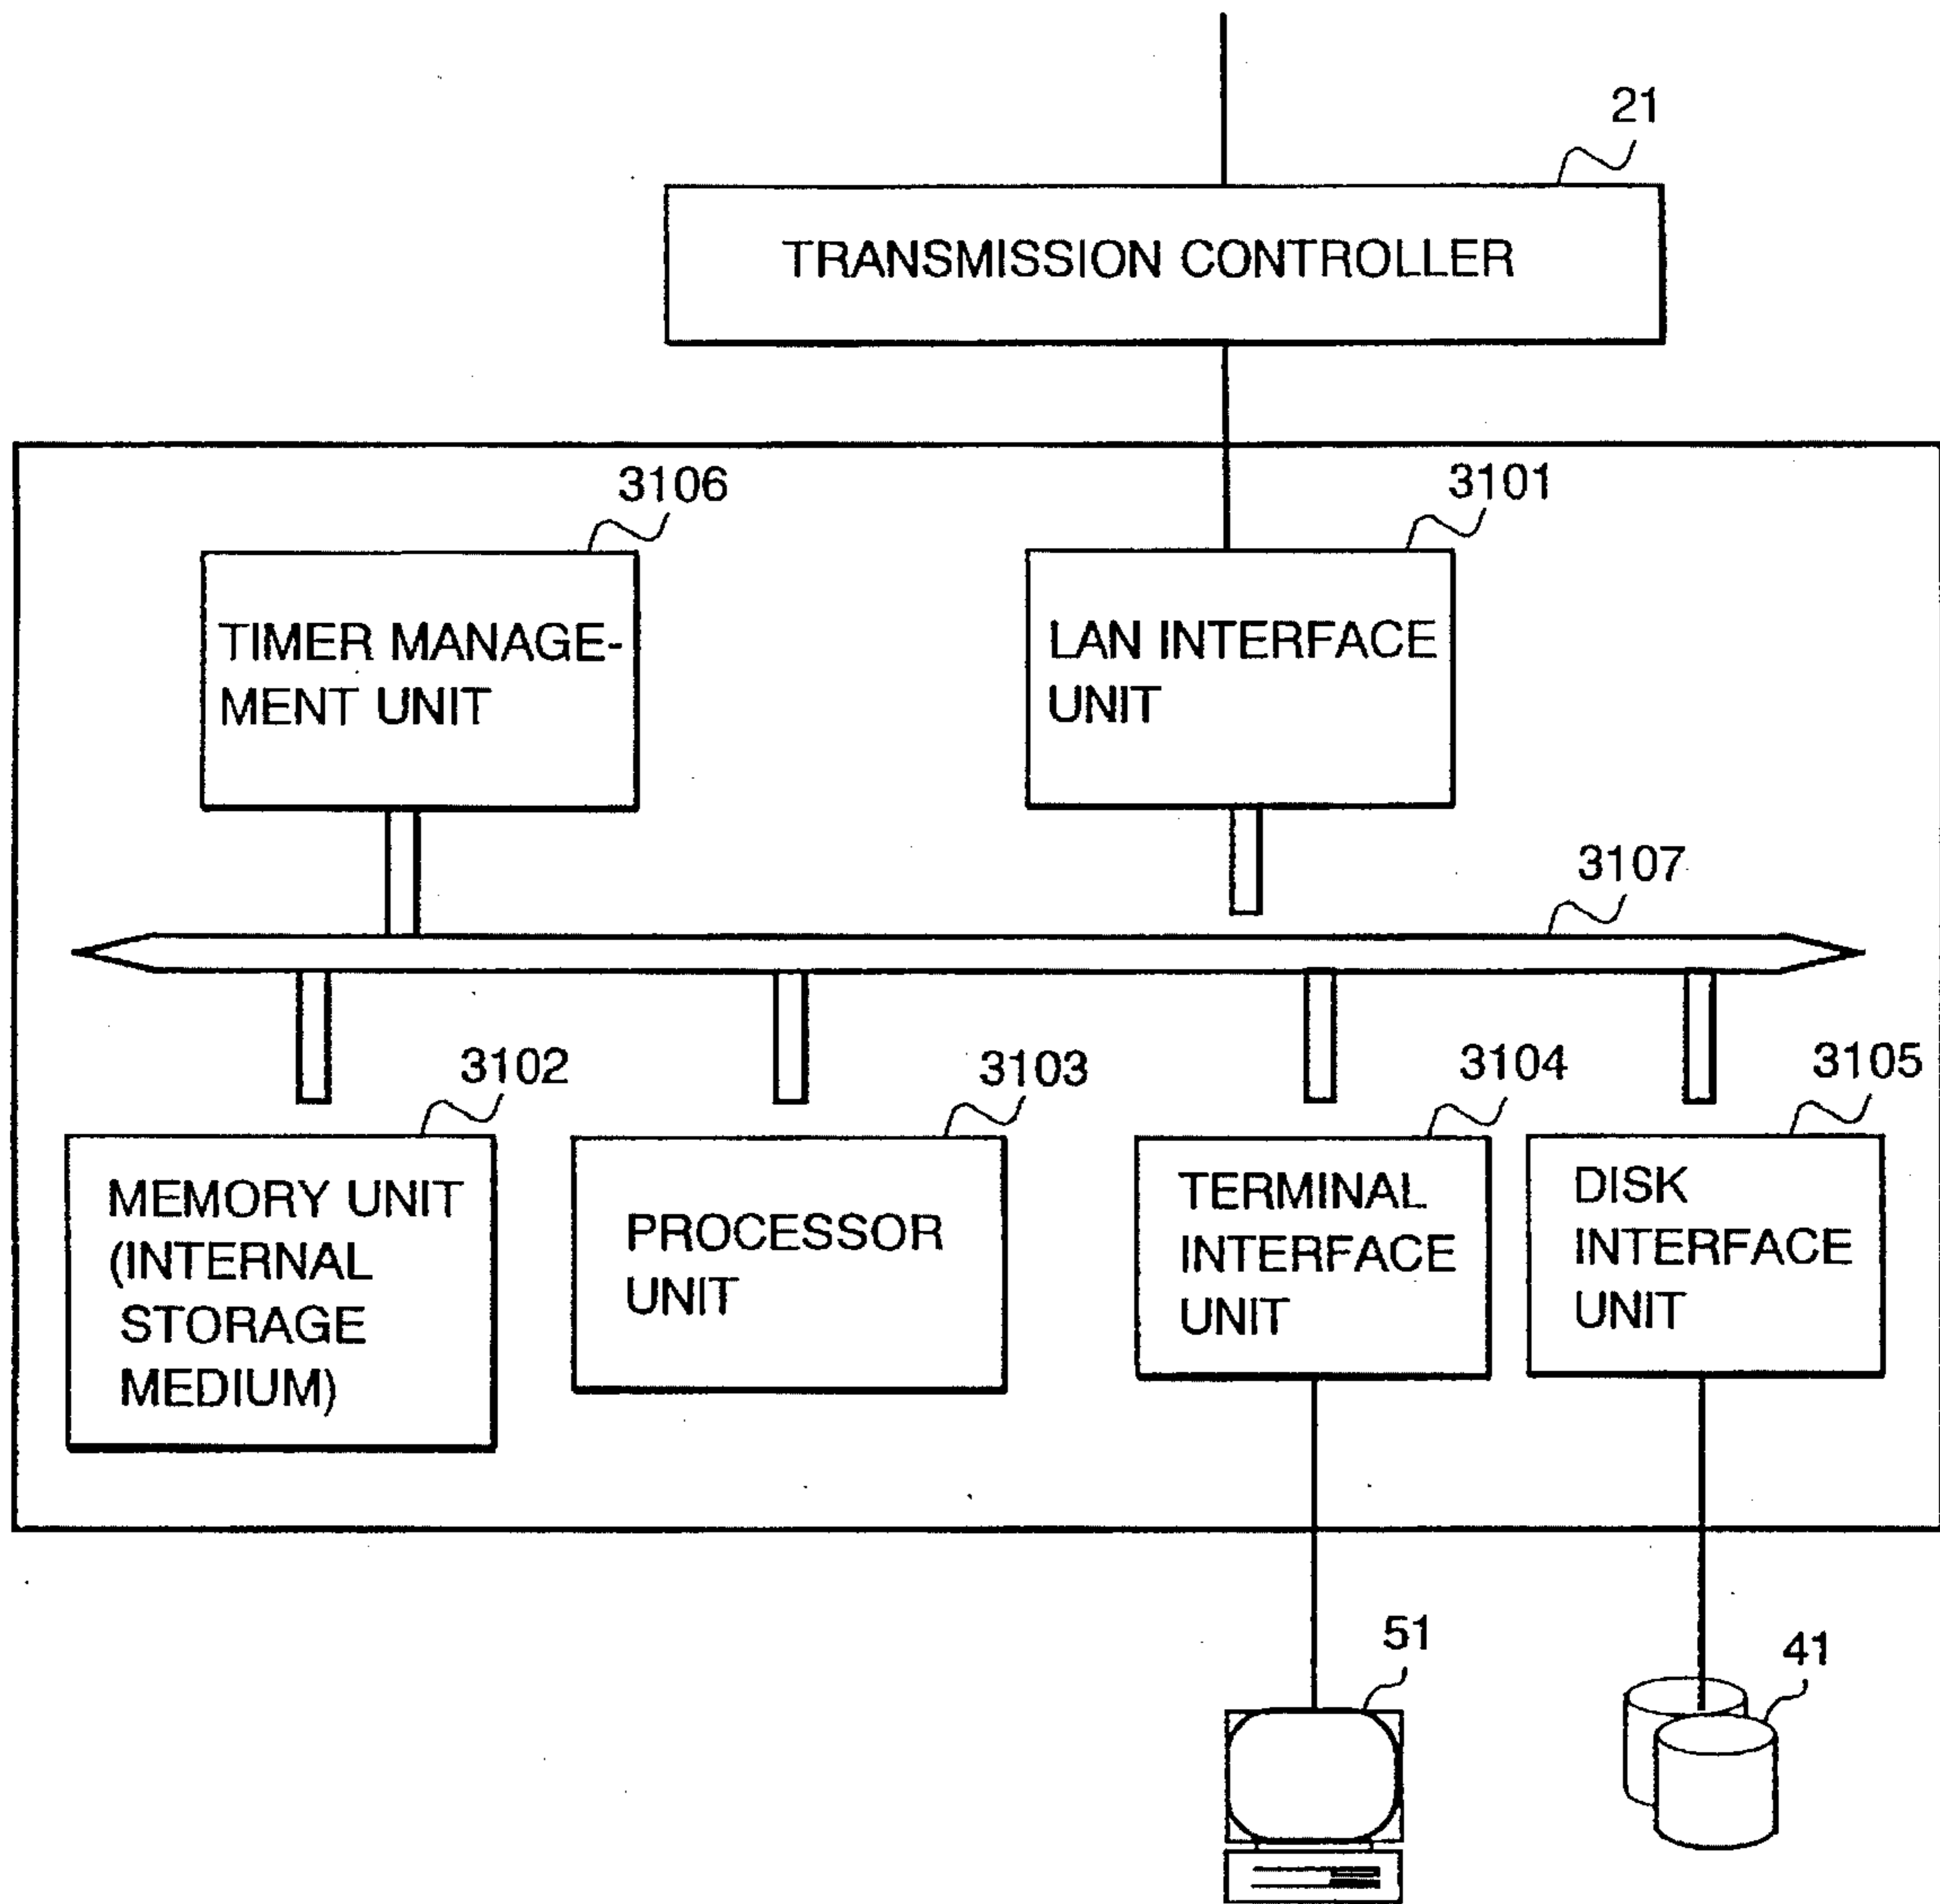 21
TRANSMISSION CONTROLLER
3106
3101
TIMER MANAGE-
MENT UNIT
LAN INTERFACE
UNIT
3107
3102
3103
3104
3105
MEMORY UNIT
(INTERNAL
STORAGE
MEDIUM)
PROCESSOR
UNIT
TERMINAL
INTERFACE
UNIT
DISK
INTERFACE
UNIT
51
41